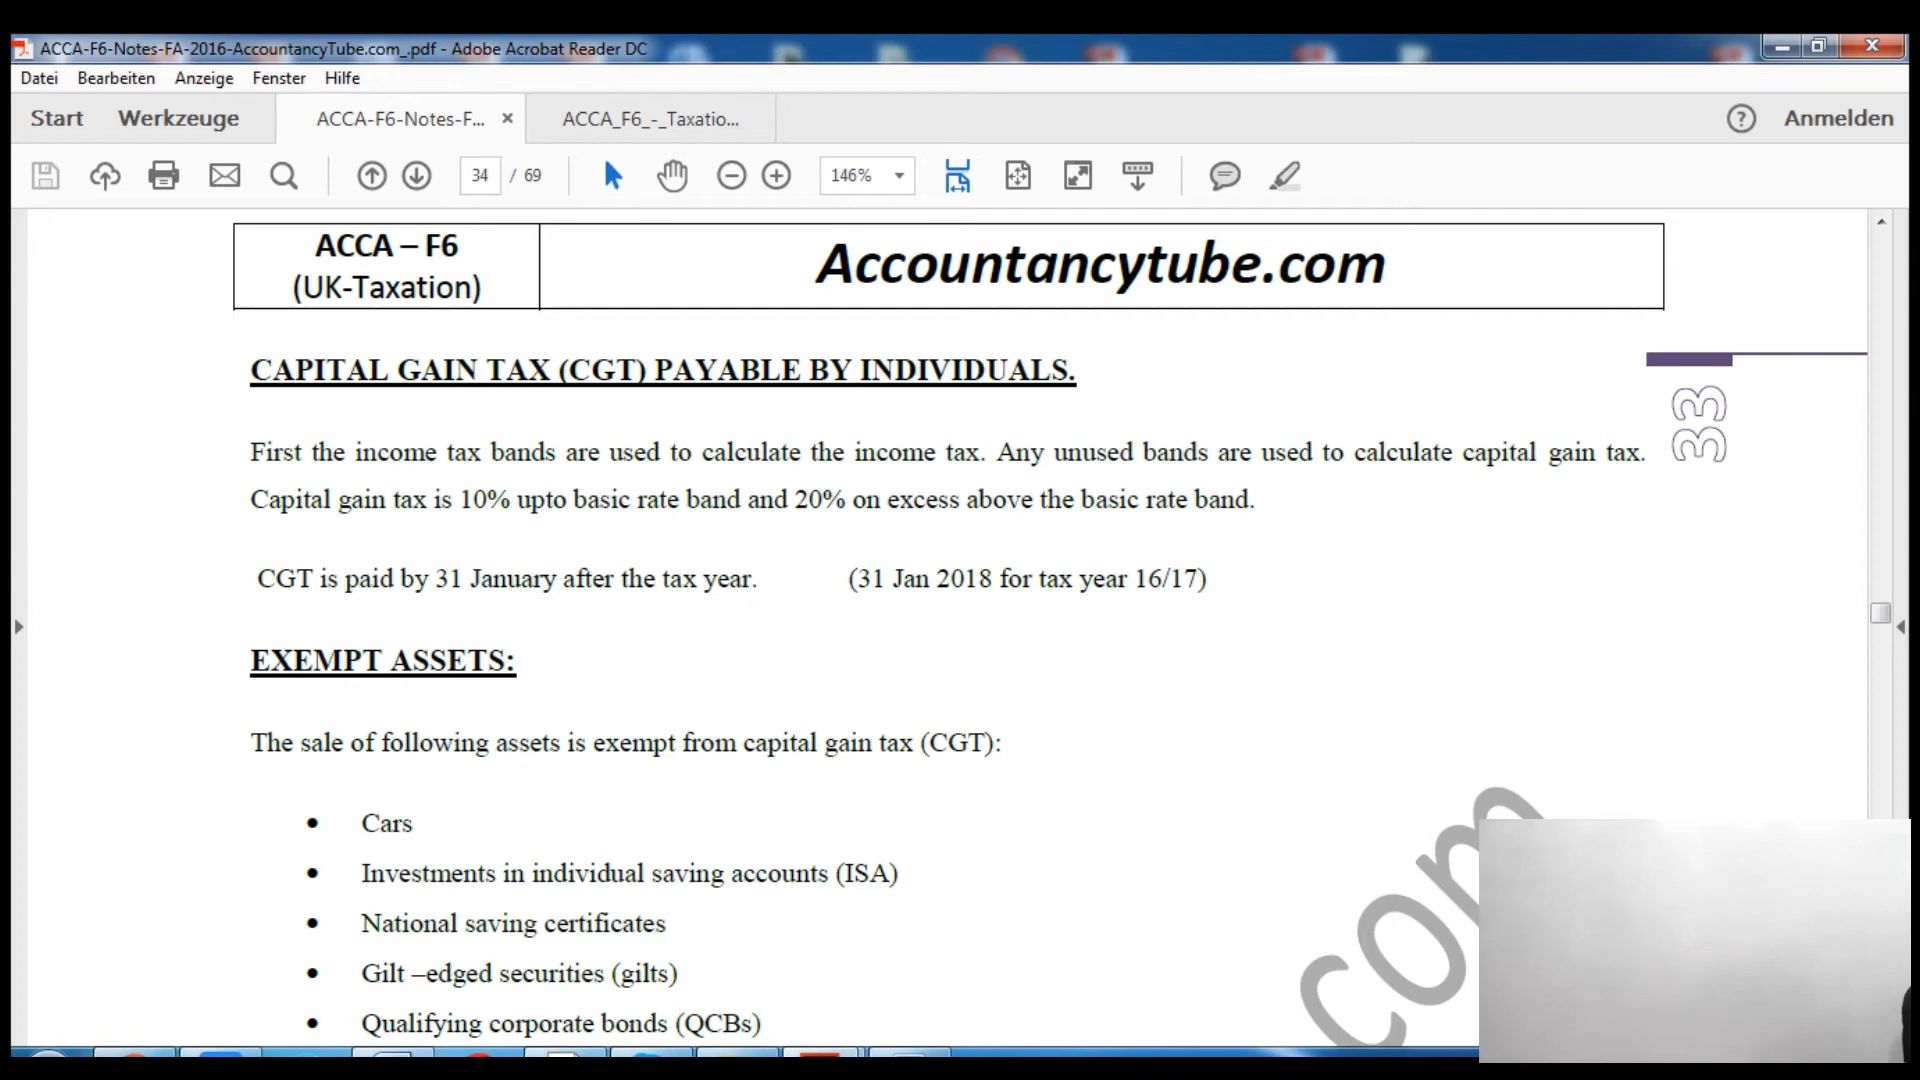 ACCA-F6-Notes-FA-2016-AccountancyTube.com_.pdf - Adobe Acrobat Reader DC
Datei Bearbeiten Anzeige Fenster Hilfe
Start Werkzeuge ACCA-F6-Notes-F... × ACCA_F6_-_Taxatio... Anmelden
34 / 69 146%
ACCA – F6
(UK-Taxation)
Accountancytube.com
CAPITAL GAIN TAX (CGT) PAYABLE BY INDIVIDUALS.
33
First the income tax bands are used to calculate the income tax. Any unused bands are used to calculate capital gain tax.
Capital gain tax is 10% upto basic rate band and 20% on excess above the basic rate band.
CGT is paid by 31 January after the tax year. (31 Jan 2018 for tax year 16/17)
EXEMPT ASSETS:
The sale of following assets is exempt from capital gain tax (CGT):
• Cars
• Investments in individual saving accounts (ISA)
• National saving certificates
• Gilt –edged securities (gilts)
• Qualifying corporate bonds (QCBs)
com